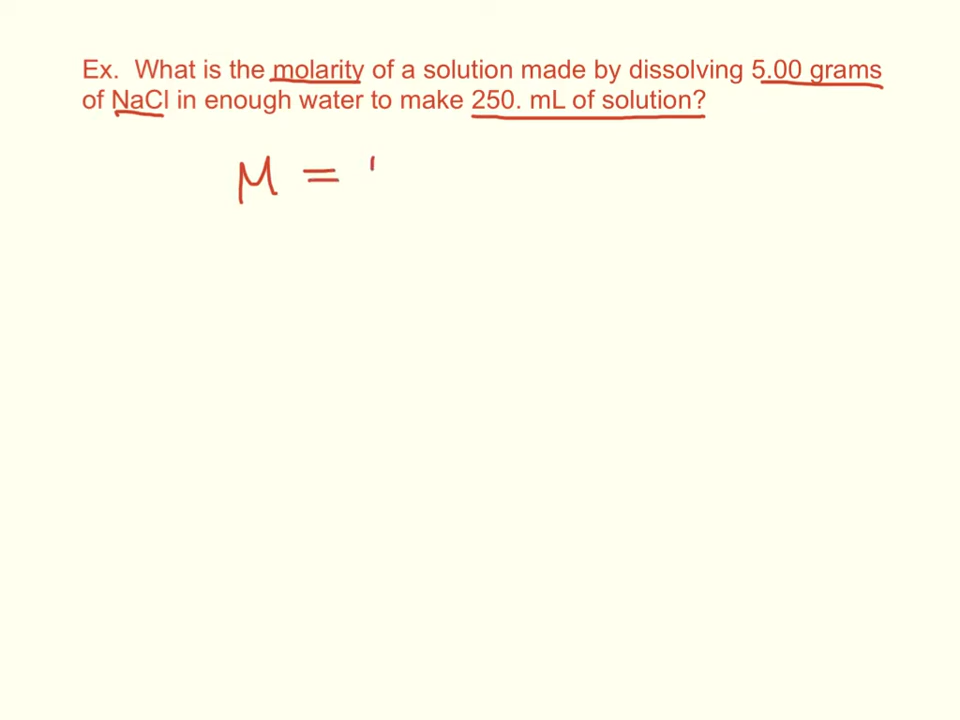 Ex. What is the molarity of a solution made by dissolving 5.00 grams
of NaCl in enough water to make 250. mL of solution?
M =